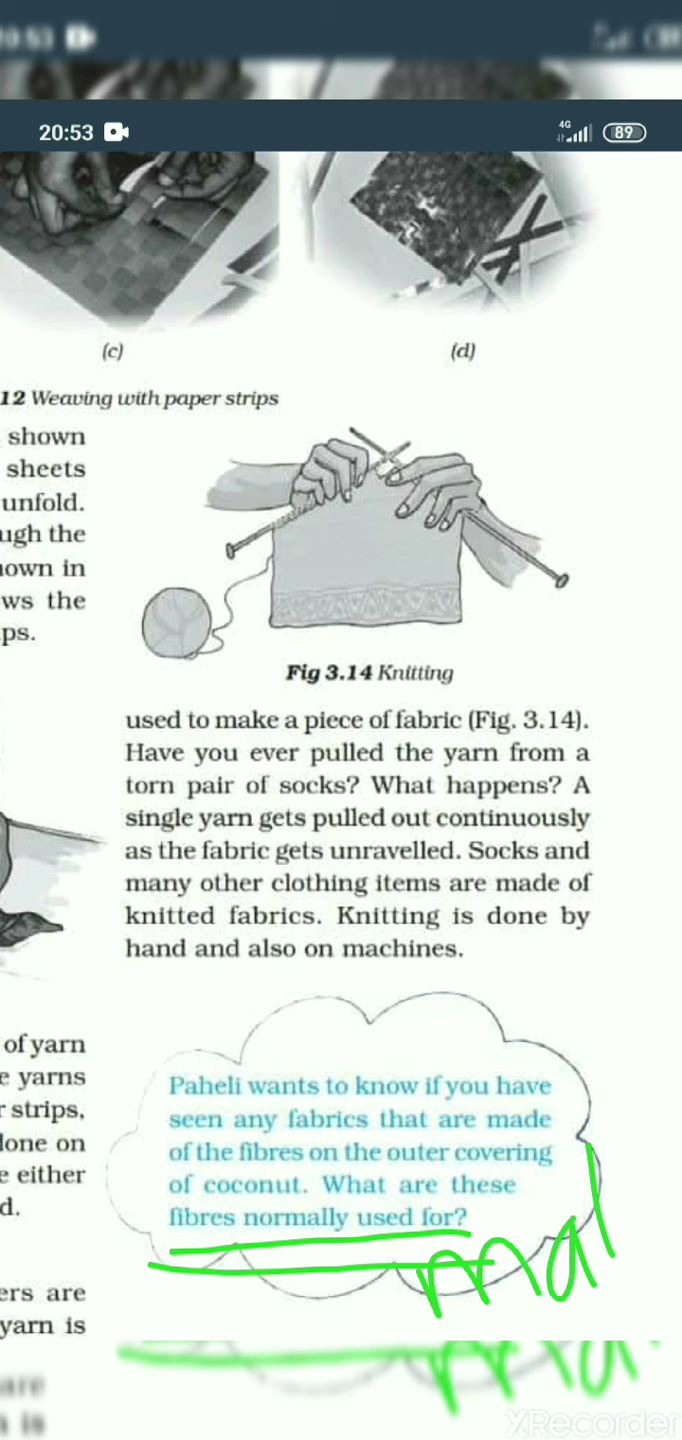 20:53
4G
89
(c)
(d)
12 Weaving with paper strips
shown
sheets
unfold.
ugh the
own in
ws the
ps.
Fig 3.14 Knitting
used to make a piece of fabric (Fig. 3.14).
Have you ever pulled the yarn from a
torn pair of socks? What happens? A
single yarn gets pulled out continuously
as the fabric gets unravelled. Socks and
many other clothing items are made of
knitted fabrics. Knitting is done by
hand and also on machines.
of yarn
e yarns
r strips,
done on
e either
d.
ers are
yarn is
Paheli wants to know if you have
seen any fabrics that are made
of the fibres on the outer covering
of coconut. What are these
fibres normally used for?
XRecorder